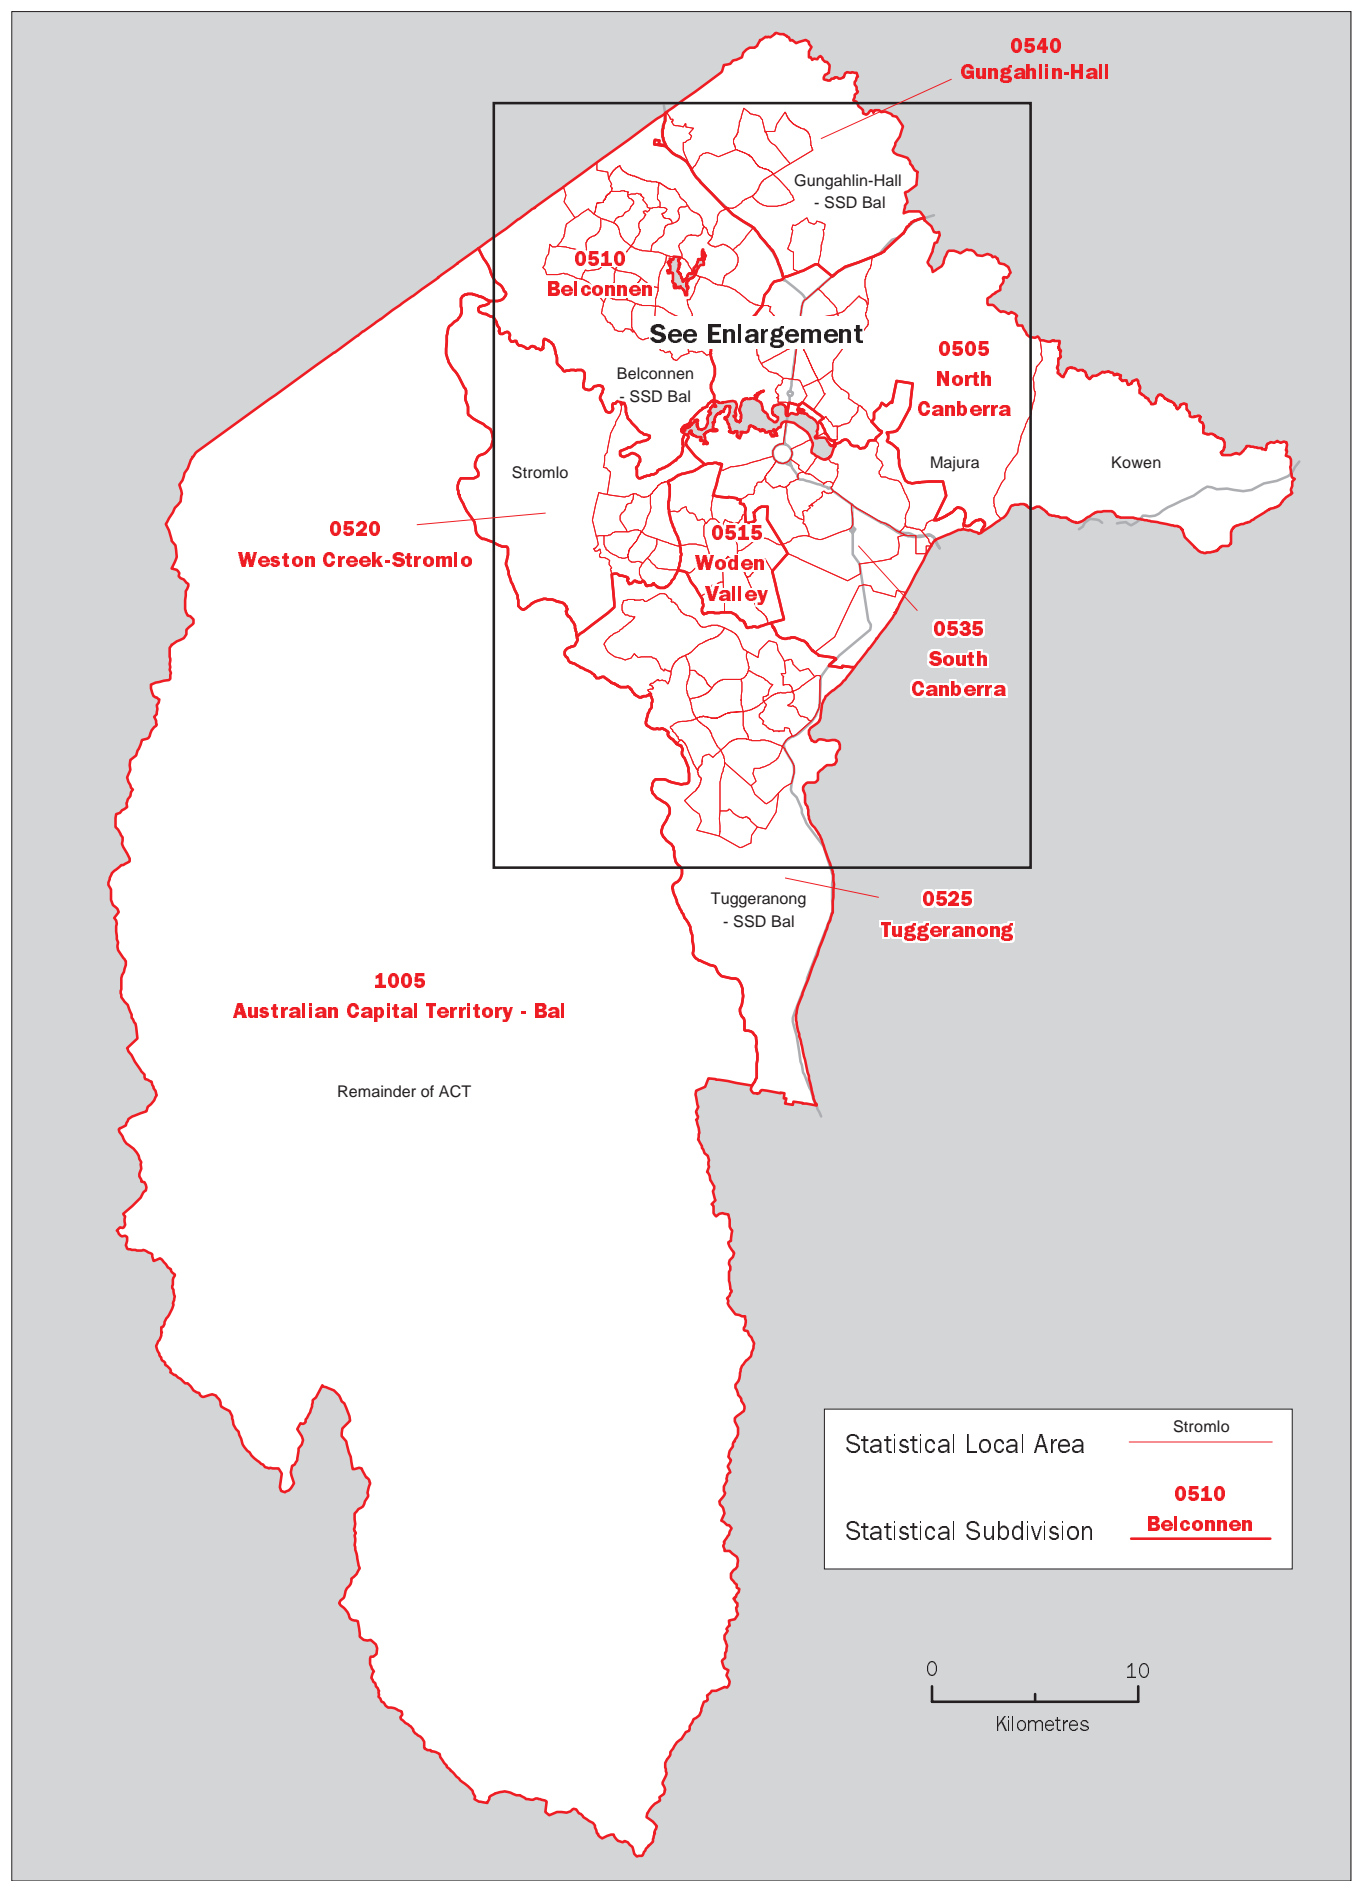 0540
Gungahlin-Hall
Gungahlin-Hall
- SSD Bal
0510
Belconnen
See Enlargement
0505
North
Canberra
Belconnen
- SSD Bal
Majura
Kowen
Stromlo
0520
Weston Creek-Stromlo
0515
Woden
Valley
0535
South
Canberra
Tuggeranong
- SSD Bal
0525
Tuggeranong
1005
Australian Capital Territory - Bal
Remainder of ACT
Statistical Local Area
Stromlo
0510
Statistical Subdivision
Belconnen
0 10
Kilometres